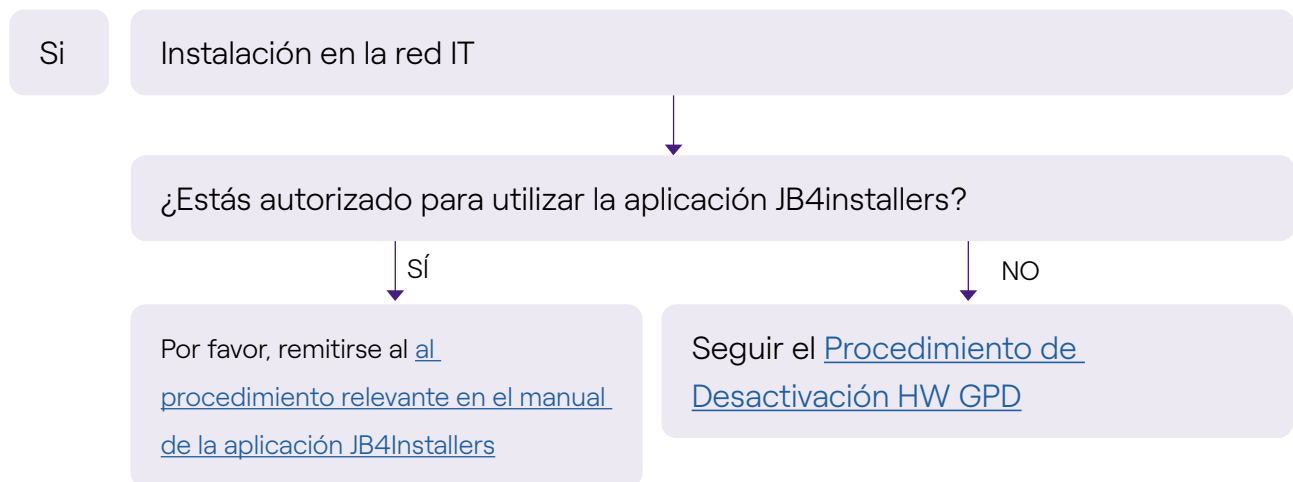 Si
Instalación en la red IT
¿Estás autorizado para utilizar la aplicación JB4installers?
SÍ
NO
Por favor, remitirse al al
procedimiento relevante en el manual
de la aplicación JB4Installers
Seguir el Procedimiento de
Desactivación HW GPD